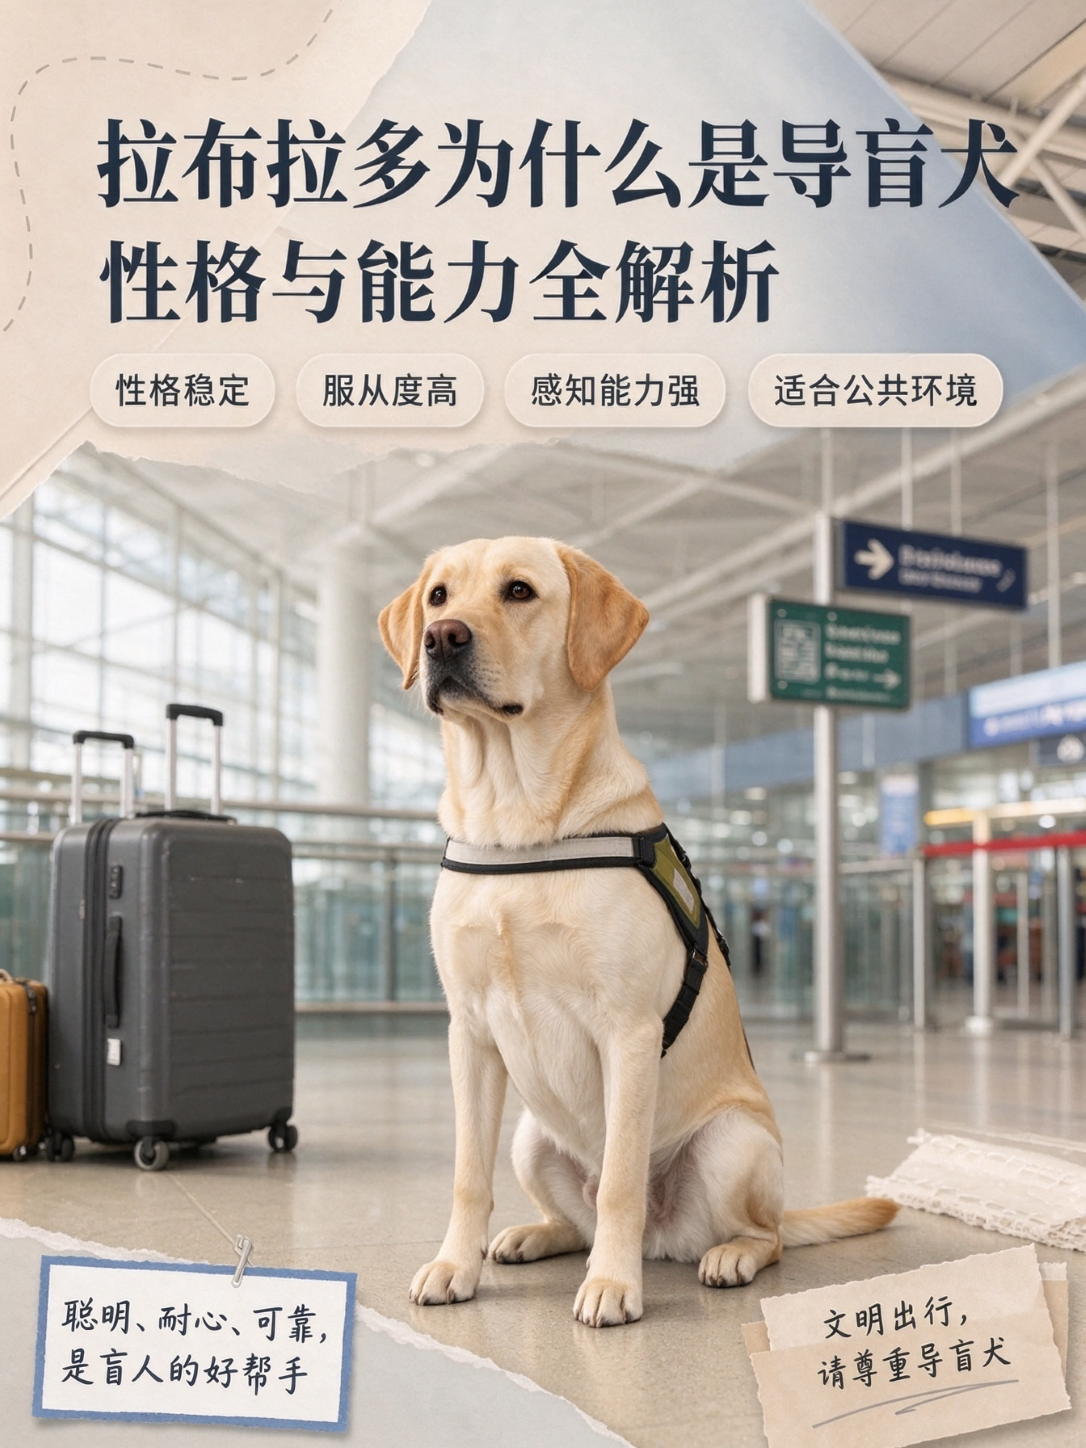 拉布拉多为什么是导盲犬
性格与能力全解析
性格稳定
服从度高
感知能力强
适合公共环境
聪明、耐心、可靠，
是盲人的好帮手
文明出行，
请尊重导盲犬